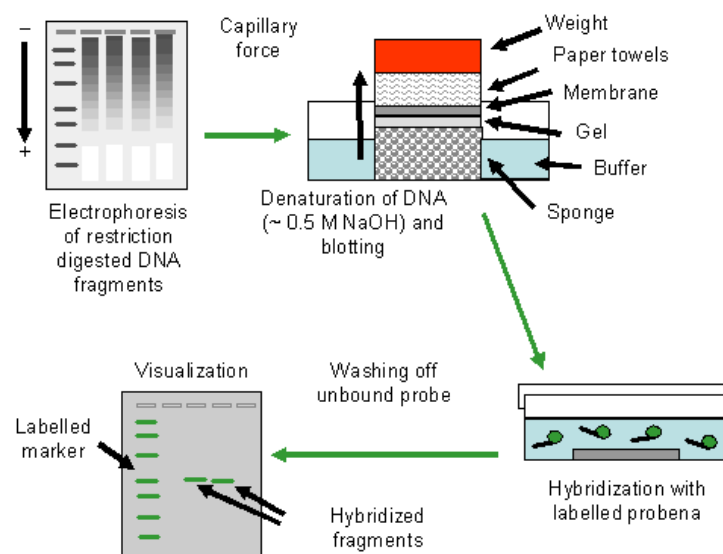 −
+
Electrophoresis
of restriction
digested DNA
fragments
Capillary
force
Weight
Paper towels
Membrane
Gel
Buffer
Sponge
Denaturation of DNA
(~ 0.5 M NaOH) and
blotting
Hybridization with
labelled probena
Washing off
unbound probe
Visualization
Labelled
marker
Hybridized
fragments